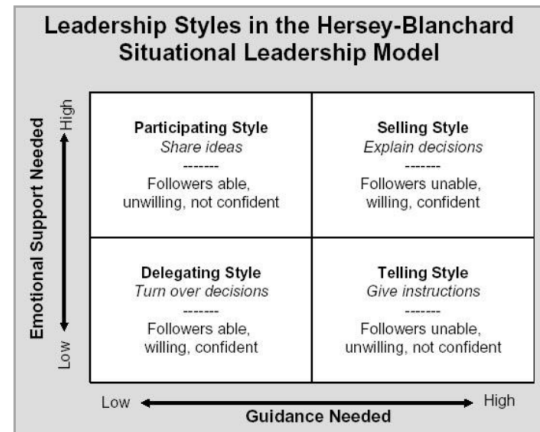 Leadership Styles in the Hersey-Blanchard
Situational Leadership Model
Emotional Support Needed
High
Low
Participating Style
Share ideas
-------
Followers able,
unwilling, not confident
Selling Style
Explain decisions
-------
Followers unable,
willing, confident
Delegating Style
Turn over decisions
-------
Followers able,
willing, confident
Telling Style
Give instructions
-------
Followers unable,
unwilling, not confident
Low
High
Guidance Needed